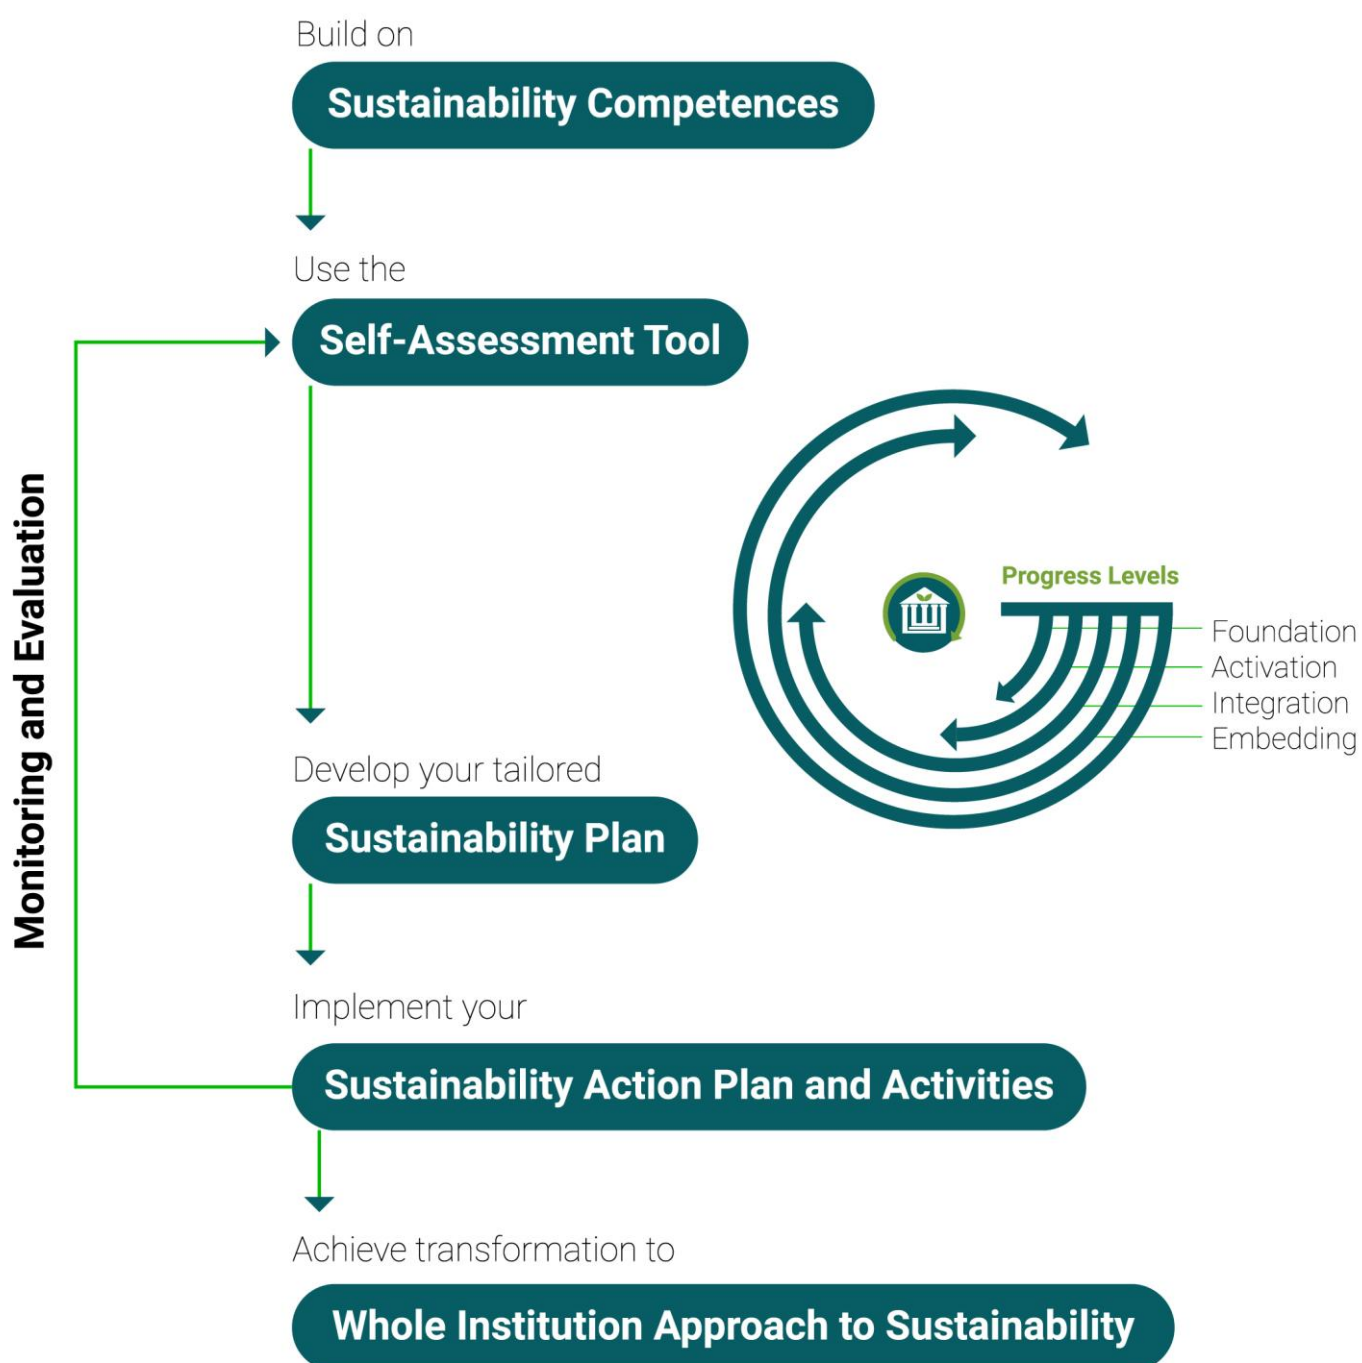 Build on
Sustainability Competences
Use the
Self-Assessment Tool
Monitoring and Evaluation
Progress Levels
Foundation
Activation
Integration
Embedding
Develop your tailored
Sustainability Plan
Implement your
Sustainability Action Plan and Activities
Achieve transformation to
Whole Institution Approach to Sustainability